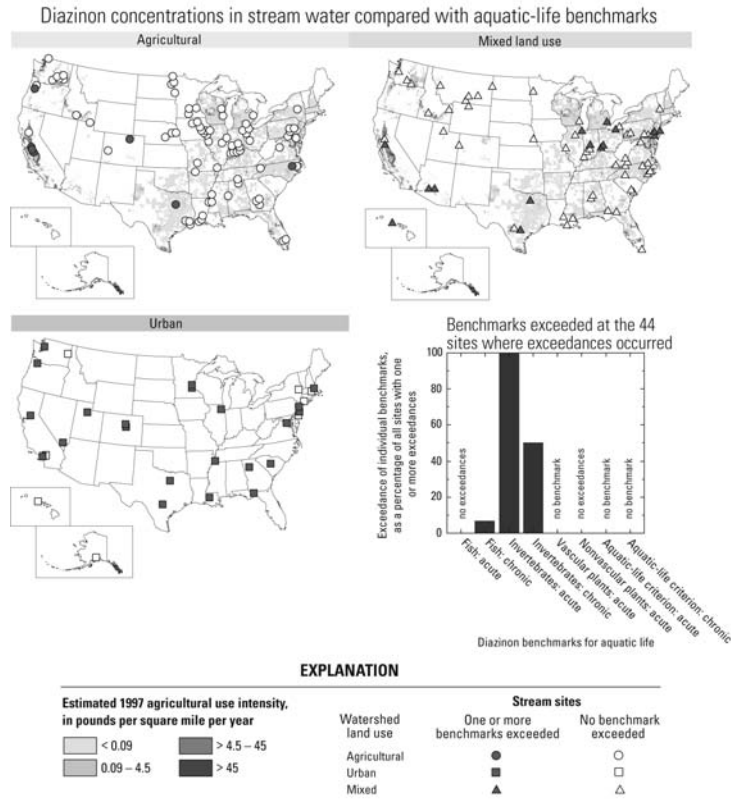 Diazinon concentrations in stream water compared with aquatic-life benchmarks
Agricultural
Mixed land use
Urban
Benchmarks exceeded at the 44
sites where exceedances occurred
Exceedance of individual benchmarks,
as a percentage of all sites with one
or more exceedances
100
80
60
40
20
0
no exceedances
no benchmark
no exceedances
no benchmark
no benchmark
Fish: acute
Fish: chronic
Invertebrates: acute
Invertebrates: chronic
Vascular plants: acute
Nonvascular plants: acute
Aquatic-life criterion: acute
Aquatic-life criterion: chronic
Diazinon benchmarks for aquatic life
EXPLANATION
Estimated 1997 agricultural use intensity,
in pounds per square mile per year
< 0.09
0.09 – 4.5
> 4.5 – 45
> 45
Stream sites
Watershed
land use
One or more
benchmarks exceeded
No benchmark
exceeded
Agricultural
Urban
Mixed